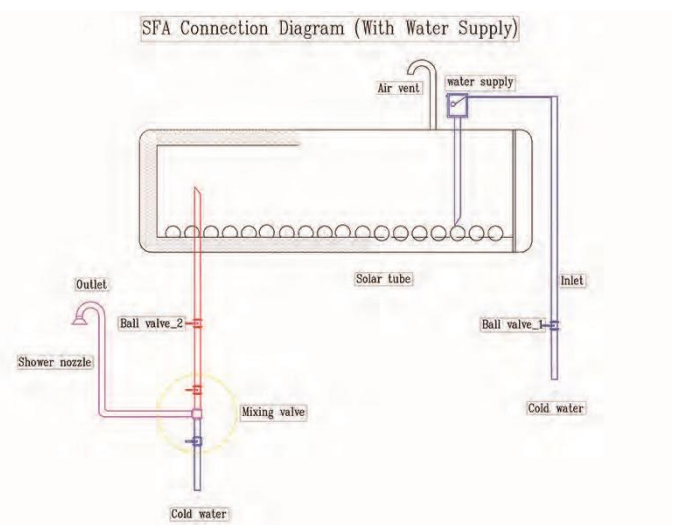 SFA Connection Diagram (With Water Supply)
Air vent
water supply
Solar tube
Outlet
Inlet
Ball valve_2
Ball valve_1
Shower nozzle
Mixing valve
Cold water
Cold water